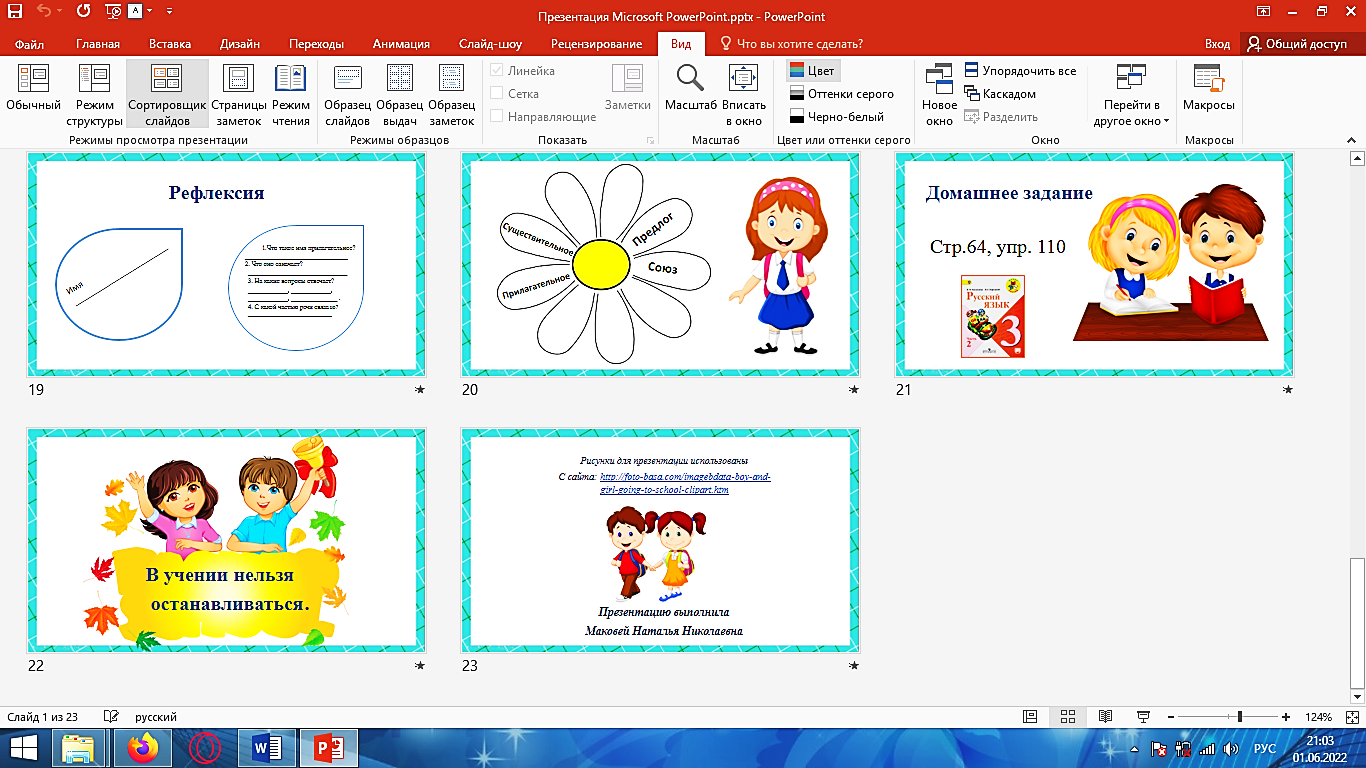 Презентация Microsoft PowerPoint.pptx - PowerPoint
Файл Главная Вставка Дизайн Переходы Анимация Слайд-шоу Рецензирование Вид Что вы хотите сделать? Вход Общий доступ
Обычный
Режим структуры
Сортировщик слайдов
Страницы заметок
Режим чтения
Режимы просмотра презентации
Образец слайдов
Образец выдач
Образец заметок
Режимы образцов
Линейка
Сетка
Направляющие
Заметки
Показать
Масштаб
Вписать в окно
Масштаб
Цвет
Оттенки серого
Черно-белый
Цвет или оттенки серого
Новое окно
Упорядочить все
Каскадом
Разделить
Перейти в другое окно
Окно
Макросы
Макросы
Рефлексия
Имя
1.Что такое имя прилагательное?
2. Что оно означает?
3. На какие вопросы отвечает?
4. С какой частью речи связано?
19
Существительное
Прилагательное
Предлог
Союз
20
Домашнее задание
Стр.64, упр. 110
Русский
язык
3
Часть
2
21
В учении нельзя
останавливаться.
22
Рисунки для презентации использованы
С сайта: http://foto-basa.com/imagebdata-boy-and-
girl-going-to-school-clipart.htm
Презентацию выполнила
Маковей Наталья Николаевна
23
Слайд 1 из 23 русский 124%
РУС
21:03
01.06.2022